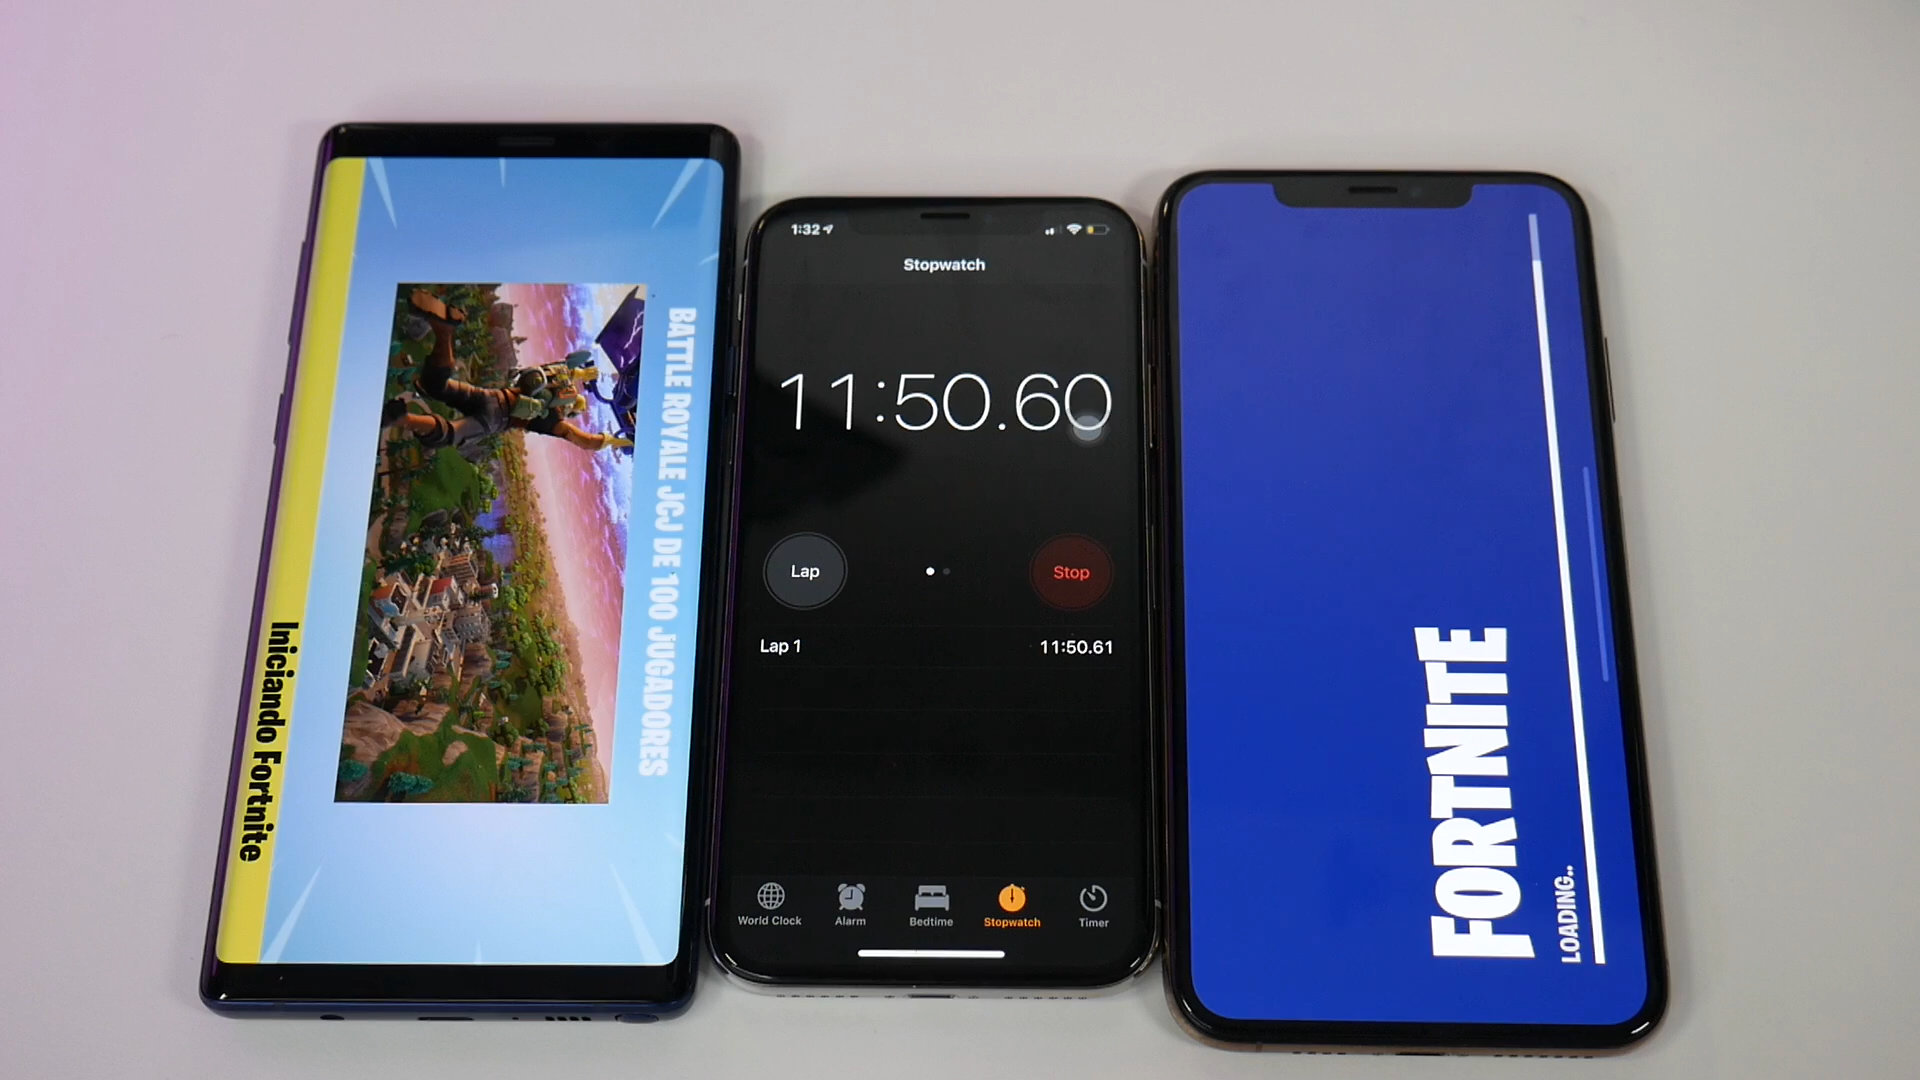 BATTLE ROYALE JCJ DE 100 JUGADORES
Iniciando Fortnite
1:32
Stopwatch
11:50.60
Lap
Stop
Lap 1
11:50.61
World Clock
Alarm
Bedtime
Stopwatch
Timer
FORTNITE
LOADING..